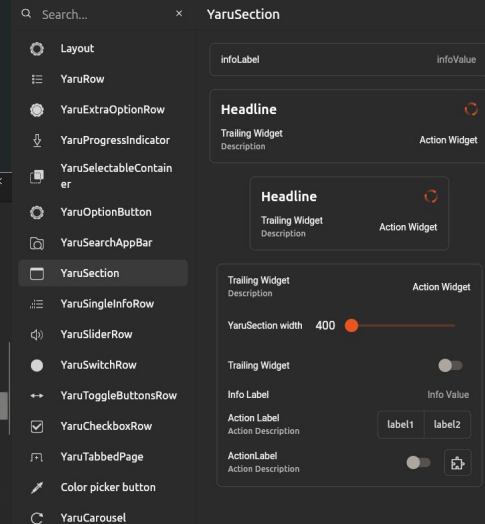 Search...
YaruSection
Layout
YaruRow
YaruExtraOptionRow
YaruProgressIndicator
YaruSelectableContain
er
YaruOptionButton
YaruSearchAppBar
YaruSection
YaruSingleInfoRow
YaruSliderRow
YaruSwitchRow
YaruToggleButtonsRow
YaruCheckboxRow
YaruTabbedPage
Color picker button
YaruCarousel
infoLabel
infoValue
Headline
Trailing Widget
Description
Action Widget
Headline
Trailing Widget
Description
Action Widget
Trailing Widget
Description
Action Widget
YaruSection width 400
Trailing Widget
Info Label
Info Value
Action Label
Action Description
label1 label2
ActionLabel
Action Description